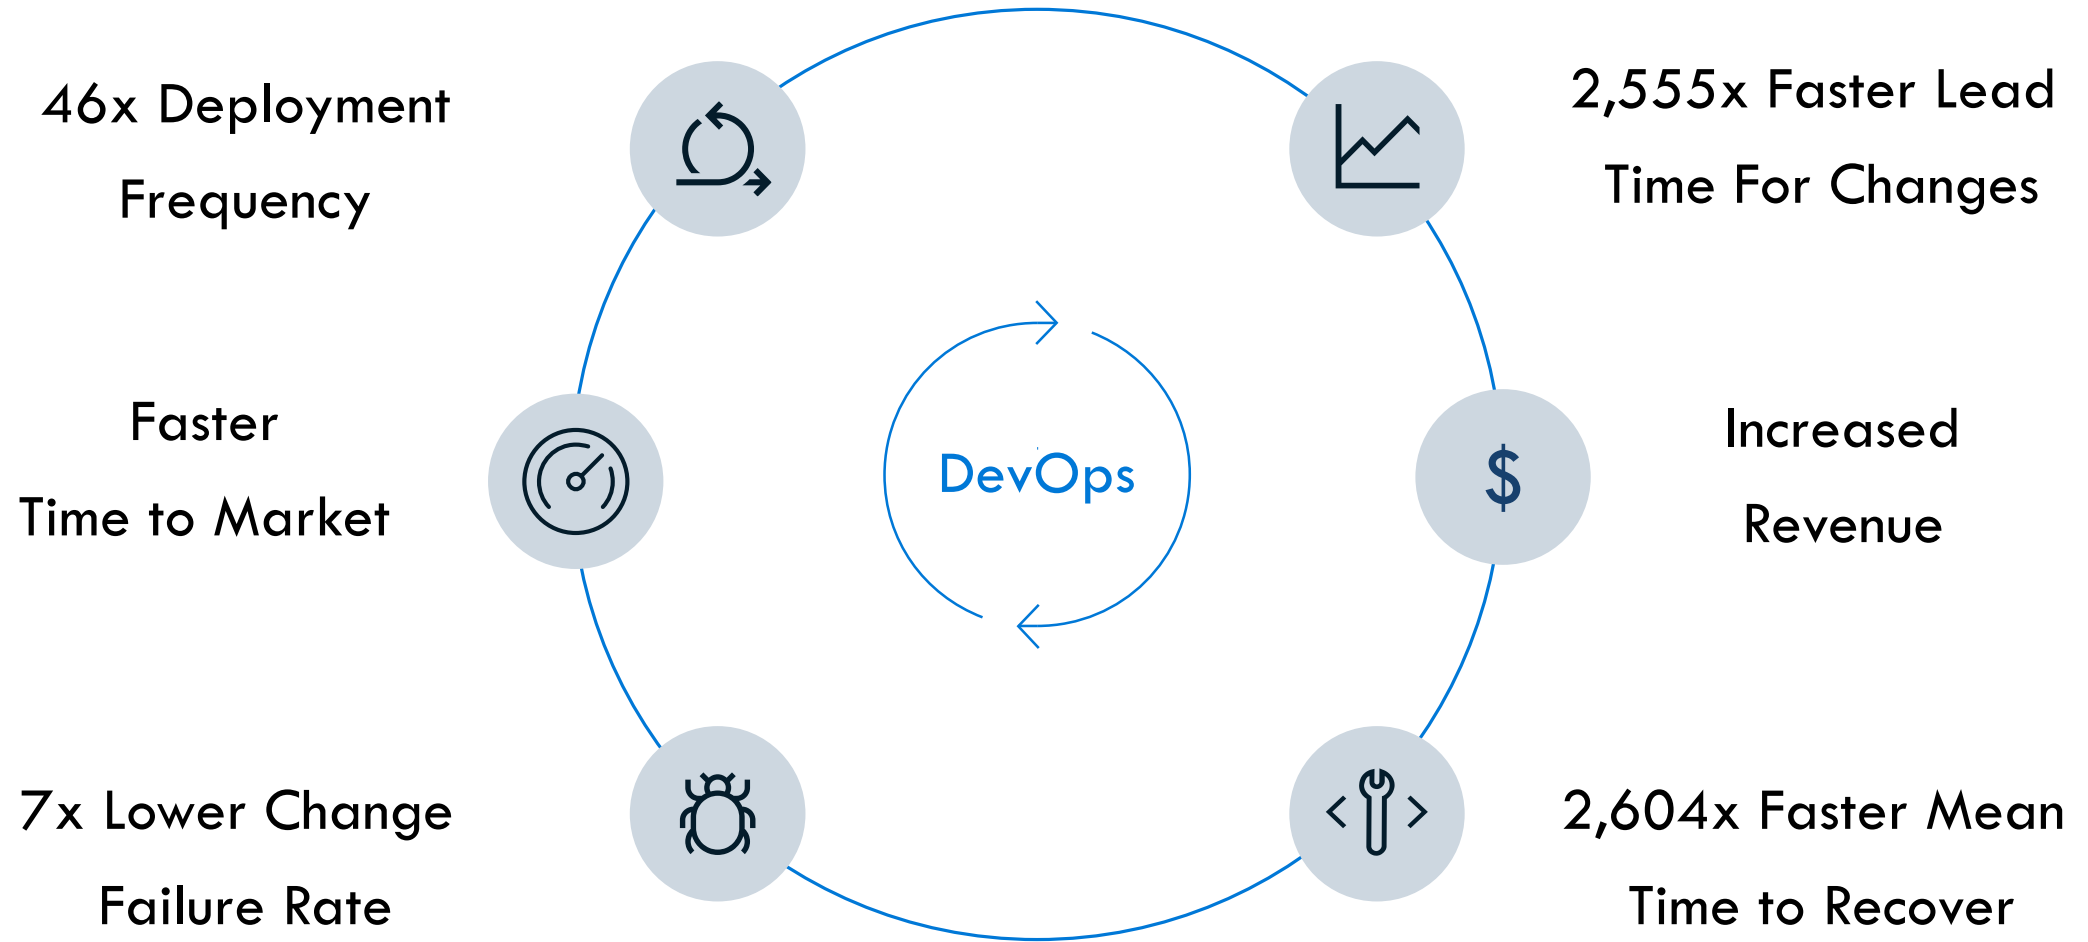 46x Deployment
Frequency
2,555x Faster Lead
Time For Changes
Faster
Time to Market
DevOps
$
Increased
Revenue
7x Lower Change
Failure Rate
2,604x Faster Mean
Time to Recover